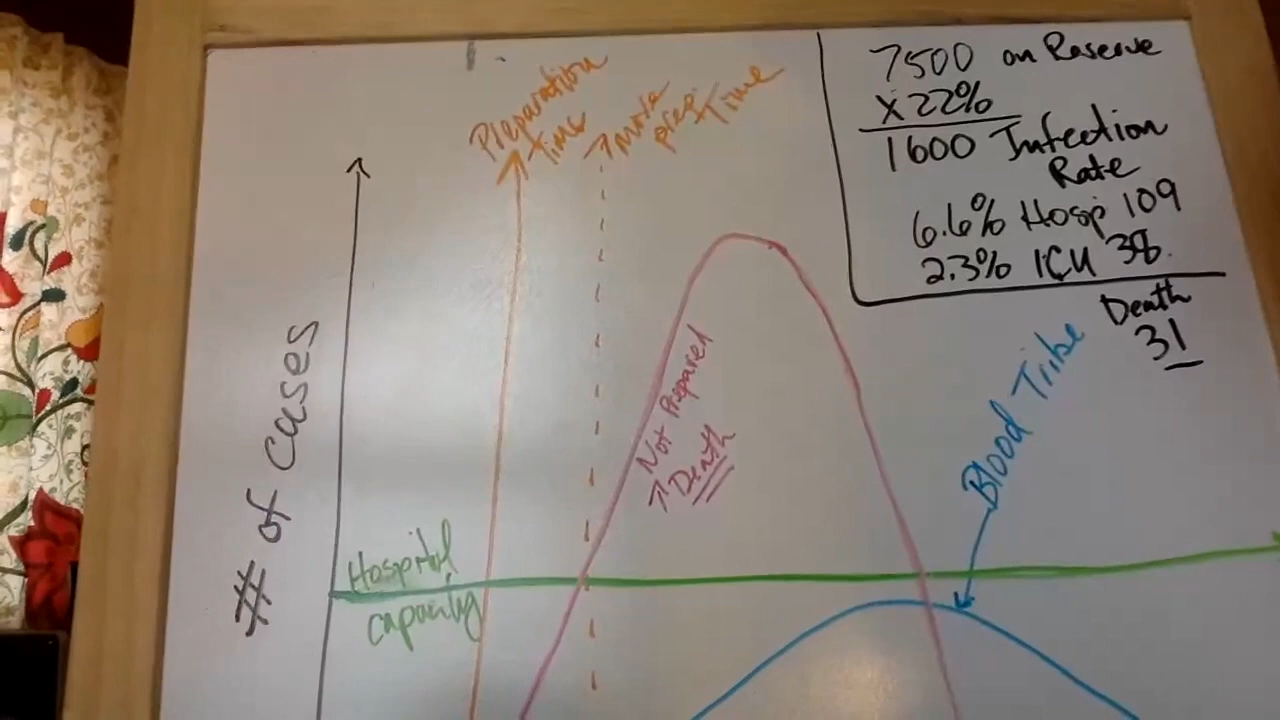 Preparation
Time
↑ more
prep.
Time
7500 on Reserve
X 22%
1600 Infection
Rate
6.6% Hosp 109
2.3% ICU 38.
Death
31
# of cases
Not Prepared
↑ Death
Blood Tribe
Hospital
capacity